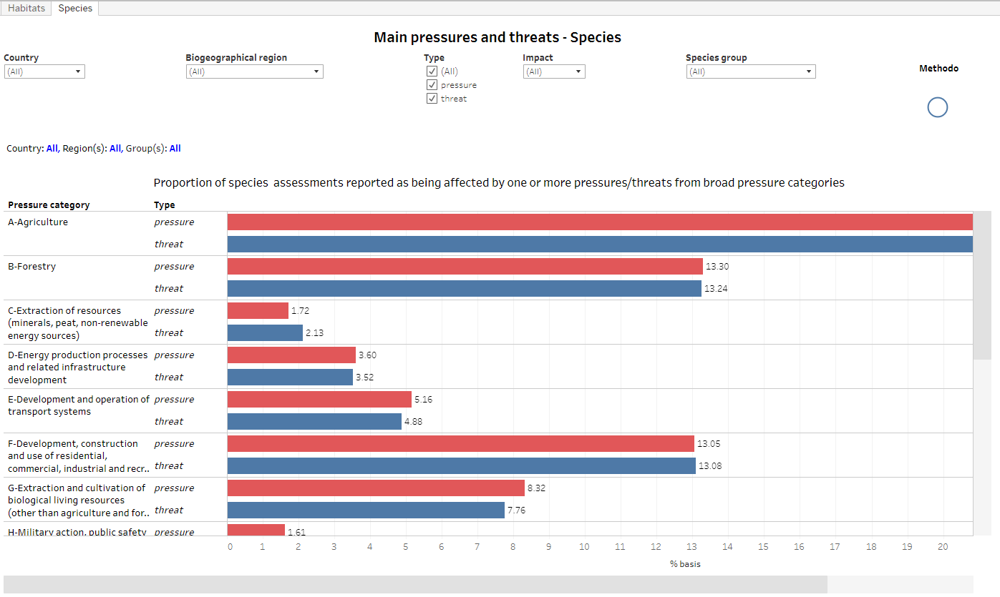 Habitats Species
Main pressures and threats - Species
Country Biogeographical region Type Impact Species group
(All) (All) (All) (All) (All)
Methodo
pressure
threat
Country: All, Region(s): All, Group(s): All
Proportion of species assessments reported as being affected by one or more pressures/threats from broad pressure categories
Pressure category Type
A-Agriculture pressure
threat
B-Forestry pressure 13.30
threat 13.24
C-Extraction of resources pressure 1.72
(minerals, peat, non-renewable
energy sources) threat 2.13
D-Energy production processes pressure 3.60
and related infrastructure
development threat 3.52
E-Development and operation of pressure 5.16
transport systems
threat 4.88
F-Development, construction pressure 13.05
and use of residential,
commercial, industrial and recr.. threat 13.08
G-Extraction and cultivation of pressure 8.32
biological living resources
(other than agriculture and for.. threat 7.76
H-Military action, public safety pressure 1.61
0 1 2 3 4 5 6 7 8 9 10 11 12 13 14 15 16 17 18 19 20
% basis